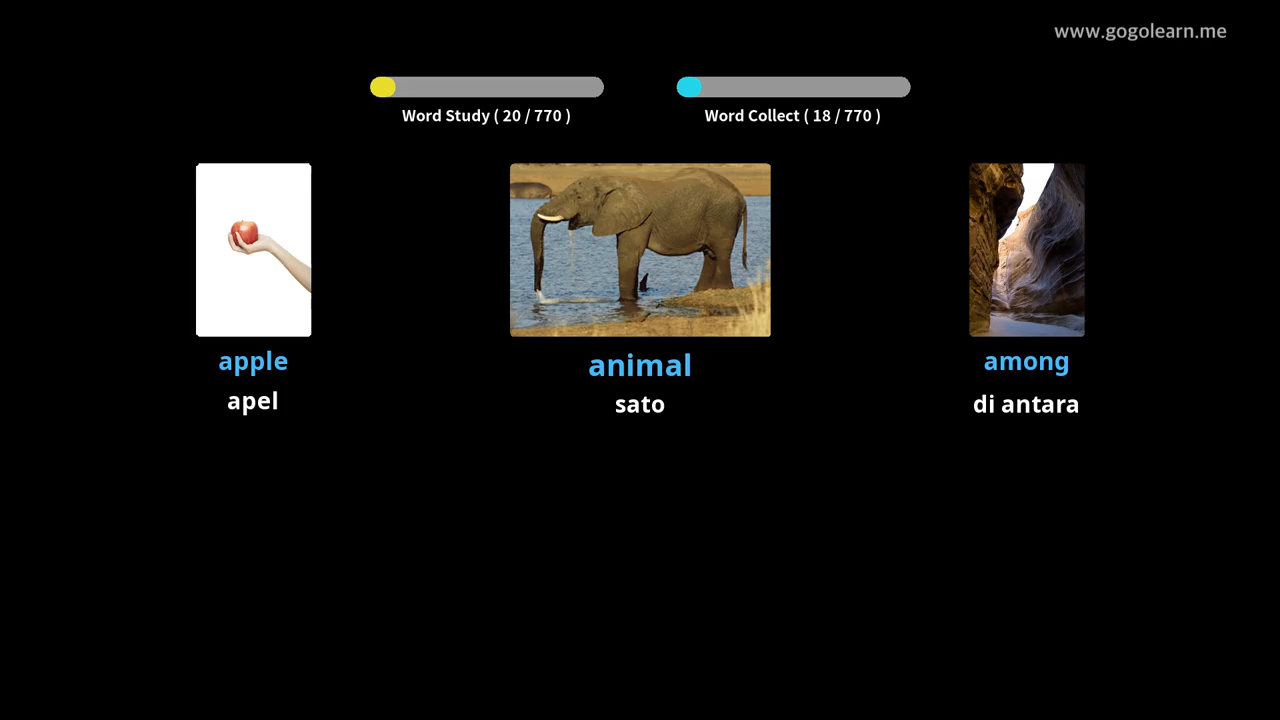 www.gogolearn.me
Word Study ( 20 / 770 )
Word Collect ( 18 / 770 )
apple
apel
animal
sato
among
di antara